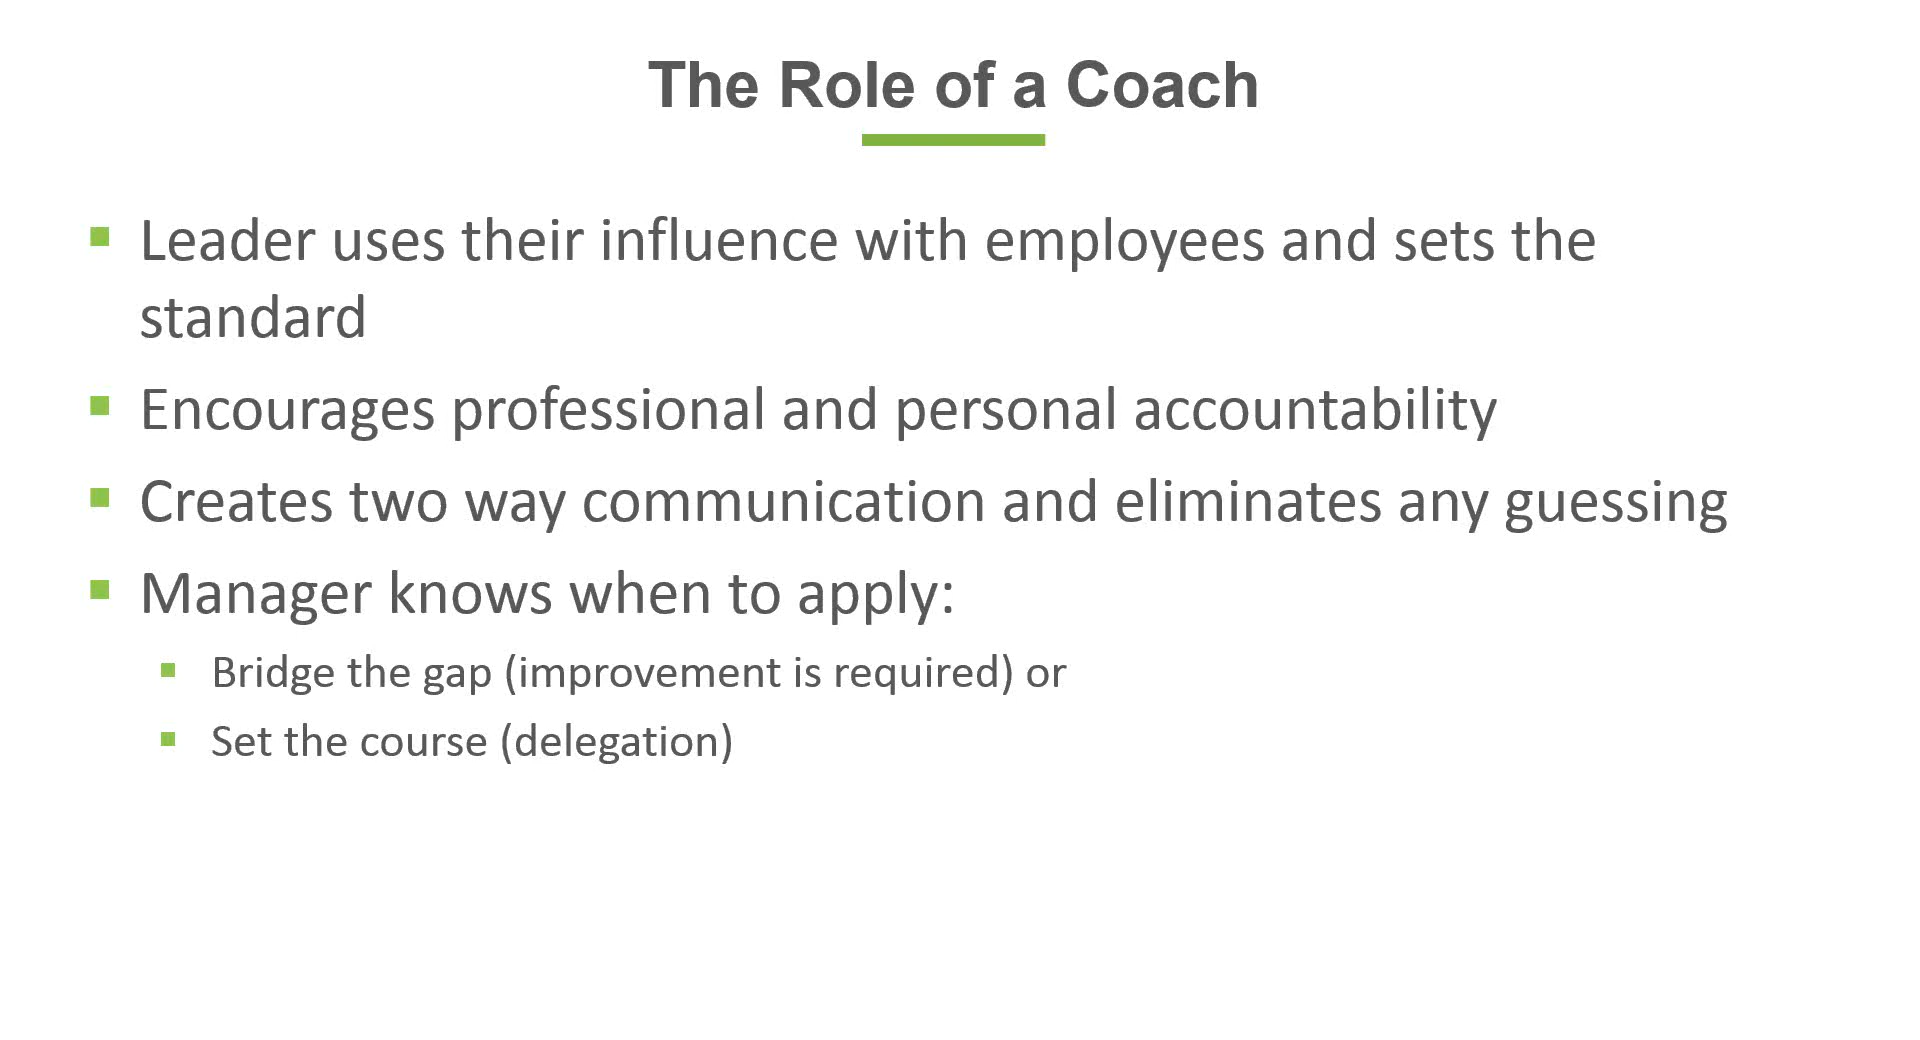 The Role of a Coach
Leader uses their influence with employees and sets the
standard
Encourages professional and personal accountability
Creates two way communication and eliminates any guessing
Manager knows when to apply:
Bridge the gap (improvement is required) or
Set the course (delegation)